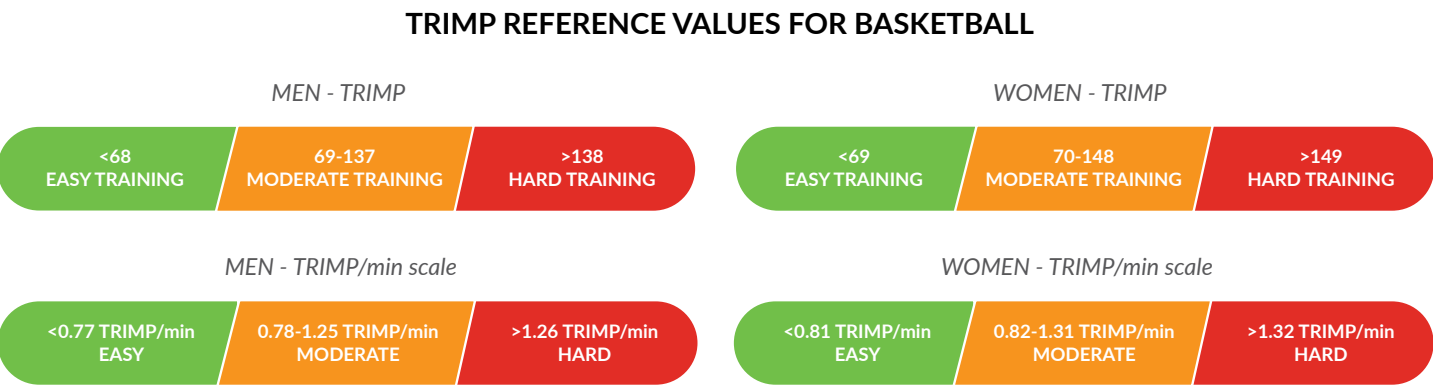 TRIMP REFERENCE VALUES FOR BASKETBALL
MEN - TRIMP
<68
EASY TRAINING
69-137
MODERATE TRAINING
>138
HARD TRAINING
WOMEN - TRIMP
<69
EASY TRAINING
70-148
MODERATE TRAINING
>149
HARD TRAINING
MEN - TRIMP/min scale
<0.77 TRIMP/min
EASY
0.78-1.25 TRIMP/min
MODERATE
>1.26 TRIMP/min
HARD
WOMEN - TRIMP/min scale
<0.81 TRIMP/min
EASY
0.82-1.31 TRIMP/min
MODERATE
>1.32 TRIMP/min
HARD